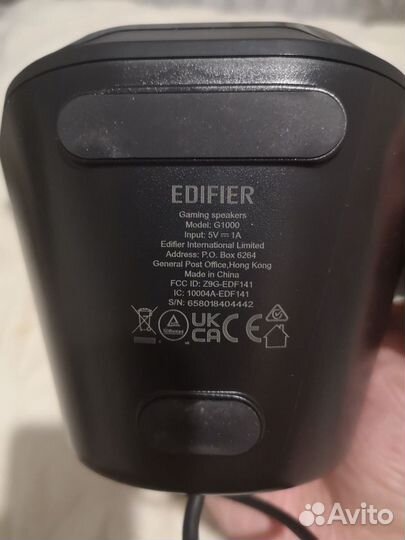 EDIFIER
Gaming speakers
Model: G1000
Input: 5V⎓1A
Edifier International Limited
Address: P.O. Box 6264
General Post Office,Hong Kong
Made in China
FCC ID: Z9G-EDF141
IC: 10004A-EDF141
S/N: 658018404442
UK
CA CE
Avito